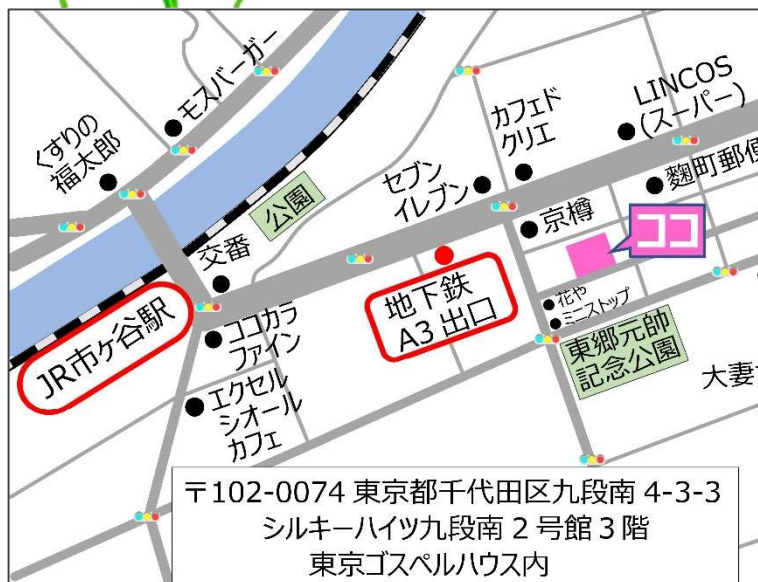 モスバーガー
くすりの
福太郎
公園
交番
JR市ヶ谷駅
ココカラ
ファイン
エクセル
シオール
カフェ
セブン
イレブン
カフェド
クリエ
LINCOS
(スーパー)
麴町郵便
京樽
ココ
地下鉄
A3 出口
花や
ミニストップ
東郷元帥
記念公園
大妻
〒102-0074 東京都千代田区九段南 4-3-3
シルキーハイツ九段南 2 号館 3 階
東京ゴスペルハウス内